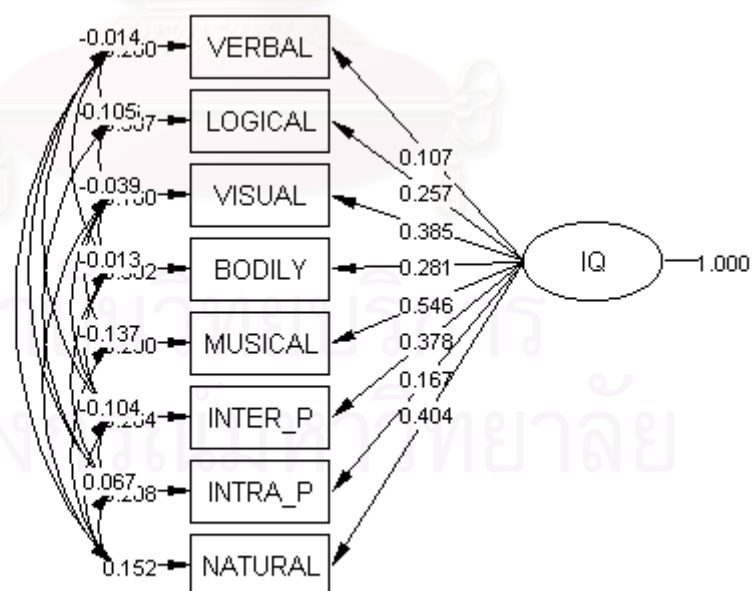 -0.014
VERBAL
-0.105
LOGICAL
0.107
-0.039
VISUAL
0.257
0.385
-0.013
BODILY
0.281
IQ
1.000
0.546
-0.137
MUSICAL
0.378
0.167
-0.104
INTER_P
0.404
0.067
INTRA_P
0.152
NATURAL